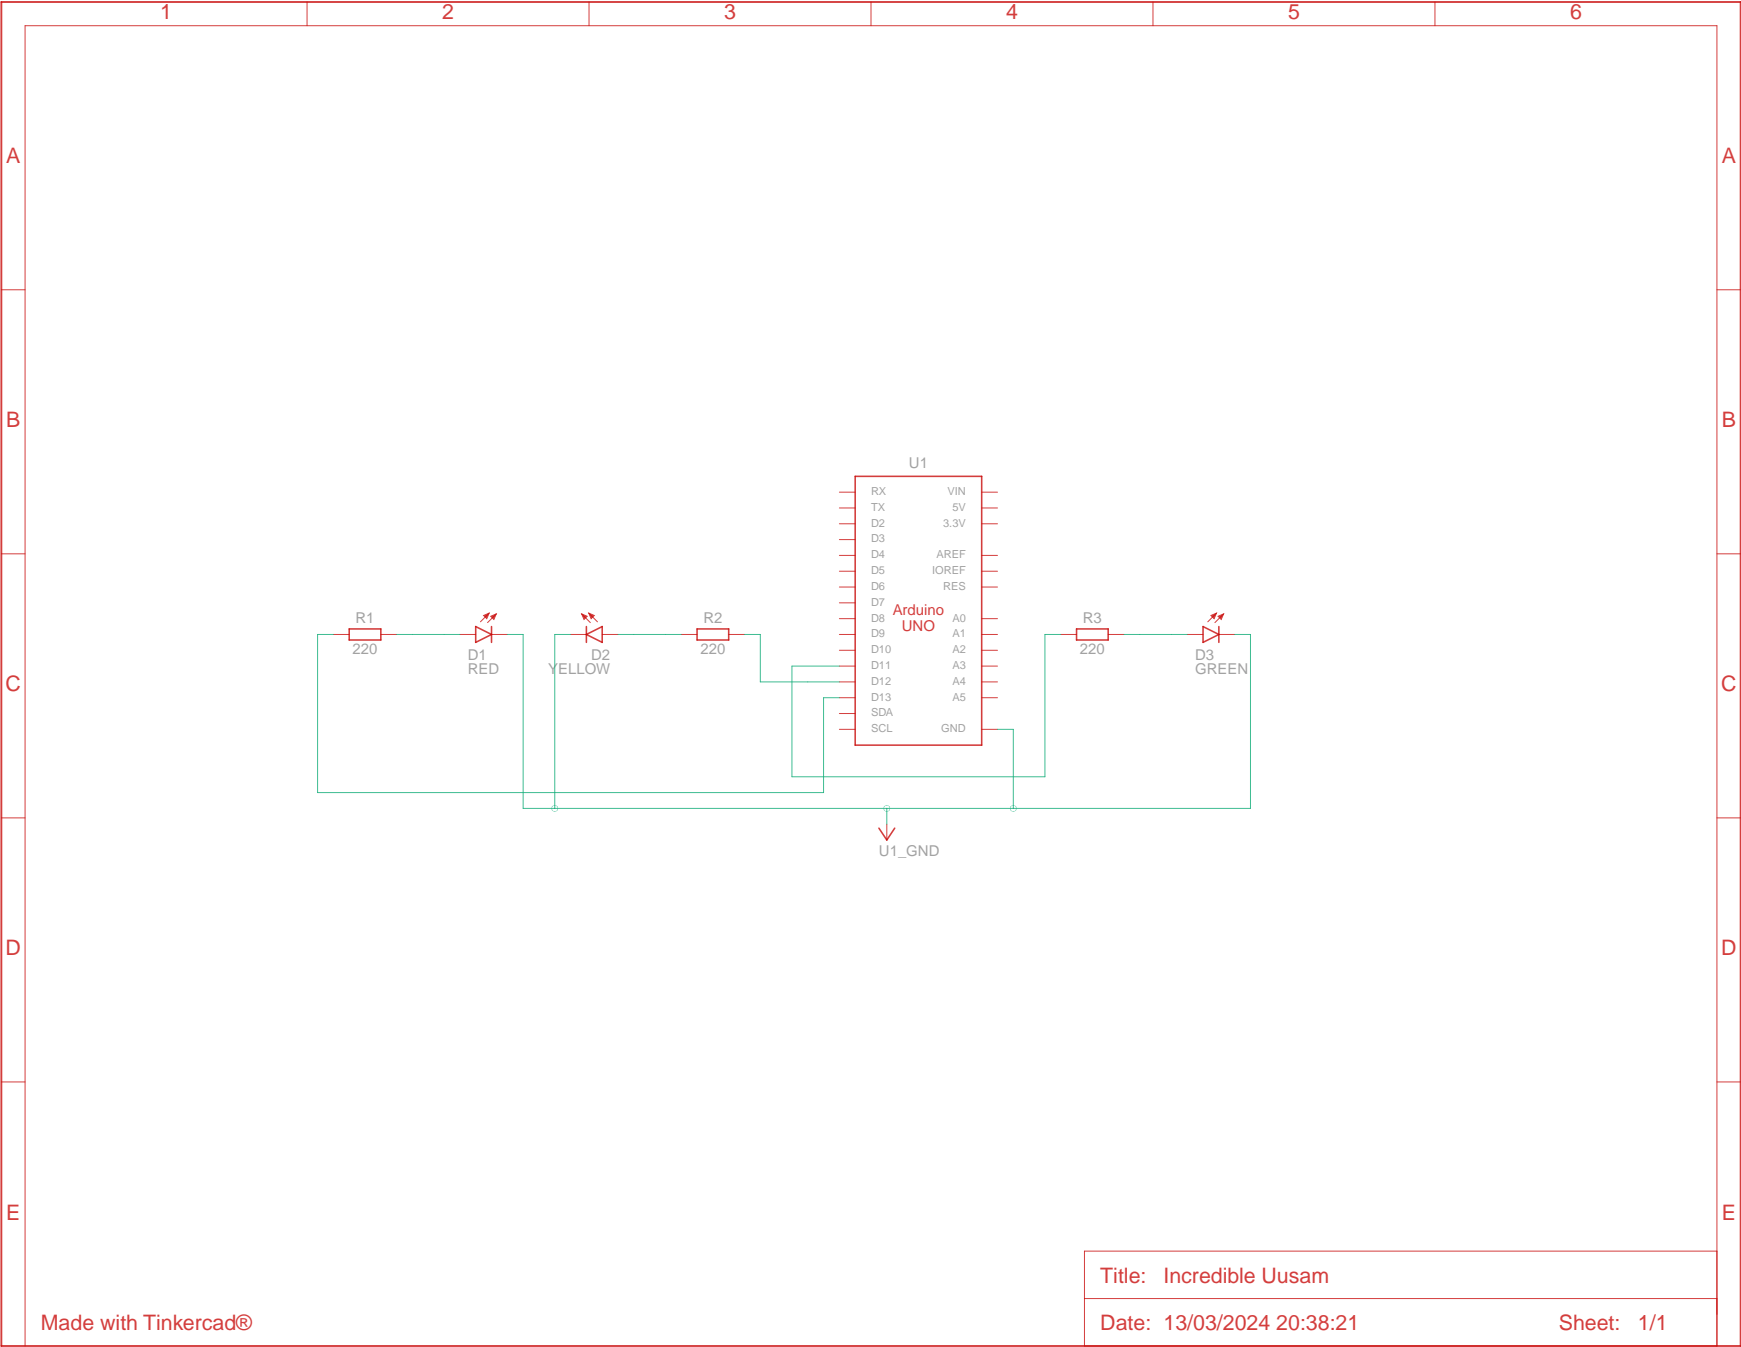 1 2 3 4 5 6
A A
B B
U1
RX VIN
TX 5V
D2 3.3V
D3
D4 AREF
D5 IOREF
D6 RES
D7
Arduino
UNO
D8 A0
D9 A1
D10 A2
D11 A3
D12 A4
D13 A5
SDA
SCL GND
R1
220
D1
RED
D2
YELLOW
R2
220
R3
220
D3
GREEN
C C
U1_GND
D D
E E
Title: Incredible Uusam
Made with Tinkercad®
Date: 13/03/2024 20:38:21 Sheet: 1/1